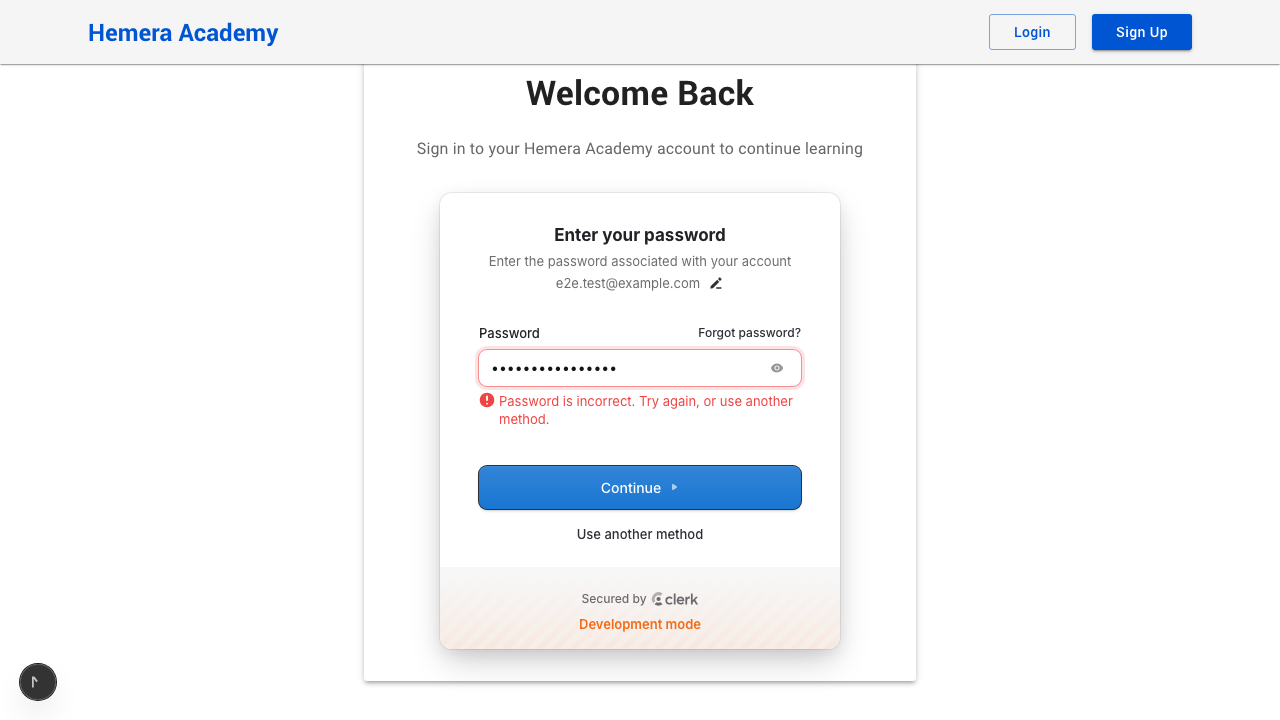 Hemera Academy
Login
Sign Up
Welcome Back
Sign in to your Hemera Academy account to continue learning
Enter your password
Enter the password associated with your account
e2e.test@example.com
Password
Forgot password?
••••••••••••••••
Password is incorrect. Try again, or use another
method.
Continue
Use another method
Secured by clerk
Development mode